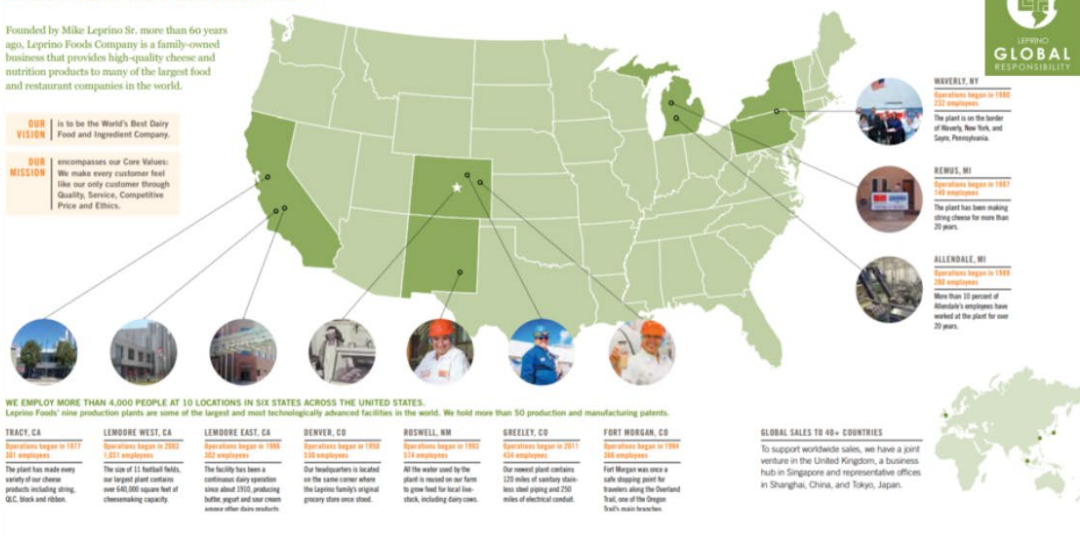 Founded by Mike Leprino Sr. more than 60 years
ago, Leprino Foods Company is a family-owned
business that provides high-quality cheese and
nutrition products to many of the largest food
and restaurant companies in the world.
OUR VISION
is to be the World's Best Dairy
Food and Ingredient Company.
OUR MISSION
encompasses our Core Values:
We make every customer feel
like our only customer through
Quality, Service, Competitive
Price and Ethics.
LEPRINO
GLOBAL
RESPONSIBILITY
WAVERLY, NY
Operations began in 1980
232 employees
The plant is on the border
of Waverly, New York, and
Sayre, Pennsylvania.
REMUS, MI
Operations began in 1987
employees
The plant has been making
string cheese for more than
20 years.
ALLENDALE, MI
Operations began in
employees
More than 10 percent of
Allendale's employees have
worked at the plant for over
20 years.
WE EMPLOY MORE THAN 4,000 PEOPLE AT 10 LOCATIONS IN SIX STATES ACROSS THE UNITED STATES.
Leprino Foods' nine production plants are some of the largest and most technologically advanced facilities in the world. We hold more than 50 production and manufacturing patents.
TRACY, CA
Operations began in 1977
301 employees
The plant has made every
variety of our cheese
products including string,
QLC, block and ribbon.
LEMOORE WEST, CA
Operations began in 2003
1,031 employees
The size of 11 football fields,
our largest plant contains
over 640,000 square feet of
cheesemaking capacity.
LEMOORE EAST, CA
Operations began in 1986
302 employees
The facility has been a
continuous dairy operation
since about 1910, producing
butter, yogurt and sour cream
among other dairy products.
DENVER, CO
Operations began in 1950
530 employees
Our headquarters is located
on the same corner where
the Leprino family's original
grocery store once stood.
ROSWELL, NM
Operations began in 1993
574 employees
All the water used by the
plant is reused on our farm
to grow feed for local live-
stock, including dairy cows.
GREELEY, CO
Operations began in 2011
434 employees
Our newest plant contains
120 miles of sanitary stain-
less steel piping and 250
miles of electrical conduit.
FORT MORGAN, CO
Operations began in 1994
366 employees
Fort Morgan was once a
safe stopping point for
travelers along the Overland
Trail, one of the Oregon
Trail's main branches.
GLOBAL SALES TO 40+ COUNTRIES
To support worldwide sales, we have a joint
venture in the United Kingdom, a business
hub in Singapore and representative offices
in Shanghai, China, and Tokyo, Japan.